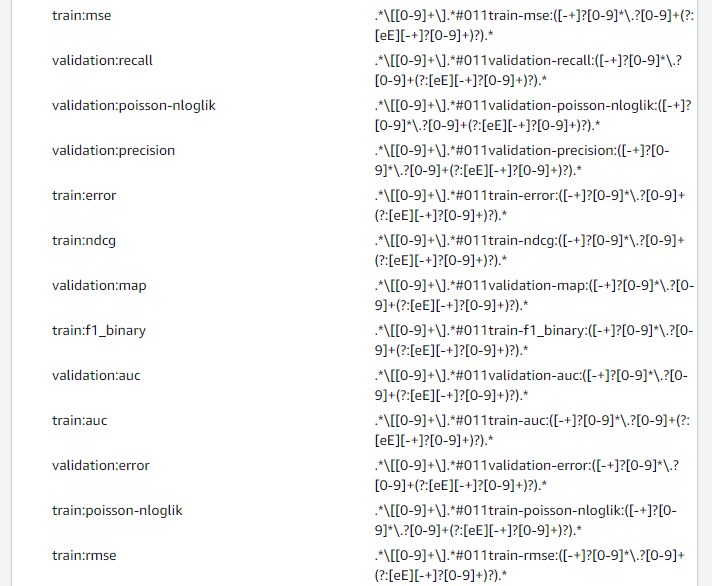 train:mse .*\[[0-9]+\].*#011train-mse:([-+]?[0-9]*\.?[0-9]+(?:
[eE][-+]?[0-9]+)?).*
validation:recall .*\[[0-9]+\].*#011validation-recall:([-+]?[0-9]*\.?
[0-9]+(?:[eE][-+]?[0-9]+)?).*
validation:poisson-nloglik .*\[[0-9]+\].*#011validation-poisson-nloglik:([-+]?
[0-9]*\.?[0-9]+(?:[eE][-+]?[0-9]+)?).*
validation:precision .*\[[0-9]+\].*#011validation-precision:([-+]?[0-
9]*\.?[0-9]+(?:[eE][-+]?[0-9]+)?).*
train:error .*\[[0-9]+\].*#011train-error:([-+]?[0-9]*\.?[0-9]+
(?:[eE][-+]?[0-9]+)?).*
train:ndcg .*\[[0-9]+\].*#011train-ndcg:([-+]?[0-9]*\.?[0-9]+
(?:[eE][-+]?[0-9]+)?).*
validation:map .*\[[0-9]+\].*#011validation-map:([-+]?[0-9]*\.?[0-
9]+(?:[eE][-+]?[0-9]+)?).*
train:f1_binary .*\[[0-9]+\].*#011train-f1_binary:([-+]?[0-9]*\.?[0-
9]+(?:[eE][-+]?[0-9]+)?).*
validation:auc .*\[[0-9]+\].*#011validation-auc:([-+]?[0-9]*\.?[0-
9]+(?:[eE][-+]?[0-9]+)?).*
train:auc .*\[[0-9]+\].*#011train-auc:([-+]?[0-9]*\.?[0-9]+(?:
[eE][-+]?[0-9]+)?).*
validation:error .*\[[0-9]+\].*#011validation-error:([-+]?[0-9]*\.?
[0-9]+(?:[eE][-+]?[0-9]+)?).*
train:poisson-nloglik .*\[[0-9]+\].*#011train-poisson-nloglik:([-+]?[0-
9]*\.?[0-9]+(?:[eE][-+]?[0-9]+)?).*
train:rmse .*\[[0-9]+\].*#011train-rmse:([-+]?[0-9]*\.?[0-9]+
(?:[eE][-+]?[0-9]+)?).*